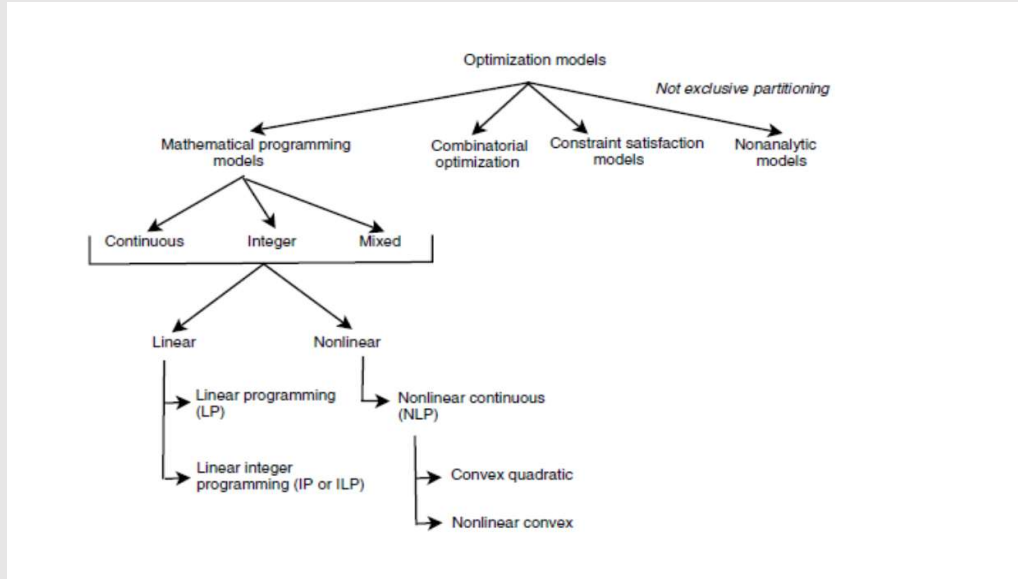 Optimization models
Not exclusive partitioning
Mathematical programming
models
Combinatorial
optimization
Constraint satisfaction
models
Nonanalytic
models
Continuous
Integer
Mixed
Linear
Nonlinear
Linear programming
(LP)
Nonlinear continuous
(NLP)
Linear integer
programming (IP or ILP)
Convex quadratic
Nonlinear convex